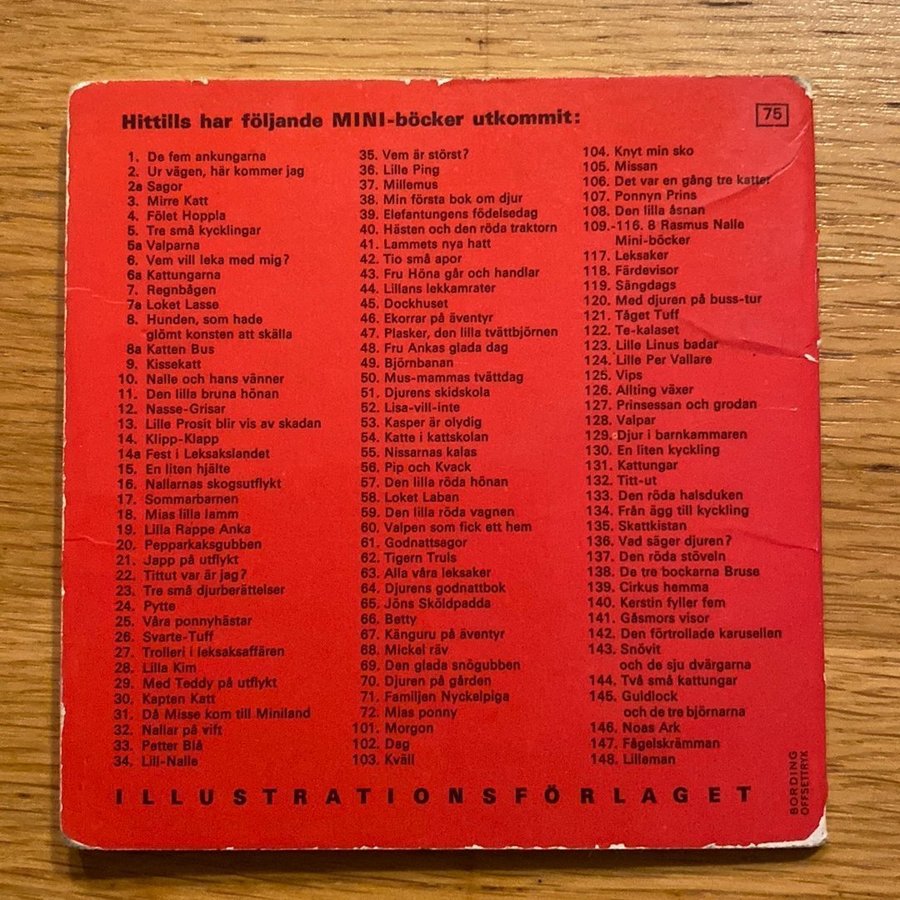 Hittills har följande MINI-böcker utkommit:
75
1. De fem ankungarna
2. Ur vägen, här kommer jag
2a Sagor
3. Mirre Katt
4. Fölet Hoppla
5. Tre små kycklingar
5a Valparna
6. Vem vill leka med mig?
6a Kattungarna
7. Regnbågen
7a Loket Lasse
8. Hunden, som hade
glömt konsten att skälla
8a Katten Bus
9. Kissekatt
10. Nalle och hans vänner
11. Den lilla bruna hönan
12. Nasse-Grisar
13. Lille Prosit blir vis av skadan
14. Klipp-Klapp
14a Fest i Leksakslandet
15. En liten hjälte
16. Nallarnas skogsutflykt
17. Sommarbarnen
18. Mias lilla lamm
19. Lilla Rappe Anka
20. Pepparkaksgubben
21. Japp på utflykt
22. Tittut var är jag?
23. Tre små djurberättelser
24. Pytte
25. Våra ponnyhästar
26. Svarte-Tuff
27. Trolleri i leksaksaffären
28. Lilla Kim
29. Med Teddy på utflykt
30. Kapten Katt
31. Då Misse kom till Miniland
32. Nallar på vift
33. Petter Blå
34. Lill-Nalle
35. Vem är störst?
36. Lille Ping
37. Millemus
38. Min första bok om djur
39. Elefantungens födelsedag
40. Hästen och den röda traktorn
41. Lammets nya hatt
42. Tio små apor
43. Fru Höna går och handlar
44. Lillans lekkamrater
45. Dockhuset
46. Ekorrar på äventyr
47. Plasker, den lilla tvättbjörnen
48. Fru Ankas glada dag
49. Björnbanan
50. Mus-mammas tvättdag
51. Djurens skidskola
52. Lisa-vill-inte
53. Kasper är olydig
54. Katte i kattskolan
55. Nissarnas kalas
56. Pip och Kvack
57. Den lilla röda hönan
58. Loket Laban
59. Den lilla röda vagnen
60. Valpen som fick ett hem
61. Godnattsagor
62. Tigern Truls
63. Alla våra leksaker
64. Djurens godnattbok
65. Jöns Sköldpadda
66. Betty
67. Känguru på äventyr
68. Mickel räv
69. Den glada snögubben
70. Djuren på gården
71. Familjen Nyckelpiga
72. Mias ponny
101. Morgon
102. Dag
103. Kväll
104. Knyt min sko
105. Missan
106. Det var en gång tre katter
107. Ponnyn Prins
108. Den lilla åsnan
109.-116. 8 Rasmus Nalle
Mini-böcker
117. Leksaker
118. Färdevisor
119. Sängdags
120. Med djuren på buss-tur
121. Tåget Tuff
122. Te-kalaset
123. Lille Linus badar
124. Lille Per Vallare
125. Vips
126. Allting växer
127. Prinsessan och grodan
128. Valpar
129. Djur i barnkammaren
130. En liten kyckling
131. Kattungar
132. Titt-ut
133. Den röda halsduken
134. Från ägg till kyckling
135. Skattkistan
136. Vad säger djuren?
137. Den röda stöveln
138. De tre bockarna Bruse
139. Cirkus hemma
140. Kerstin fyller fem
141. Gåsmors visor
142. Den förtrollade karusellen
143. Snövit
och de sju dvärgarna
144. Två små kattungar
145. Guldlock
och de tre björnarna
146. Noas Ark
147. Fågelskrämman
148. Lilleman
BORDING
OFFSETTRYK
ILLUSTRATIONSFÖRLAGET